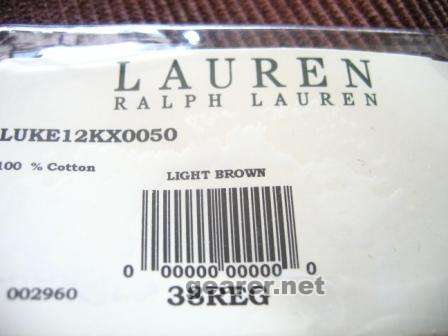 LAUREN
RALPH LAUREN
LUKE12KX0050
100 % Cotton
LIGHT BROWN
0 00000 00000 0
gearer.net
002960
38REG